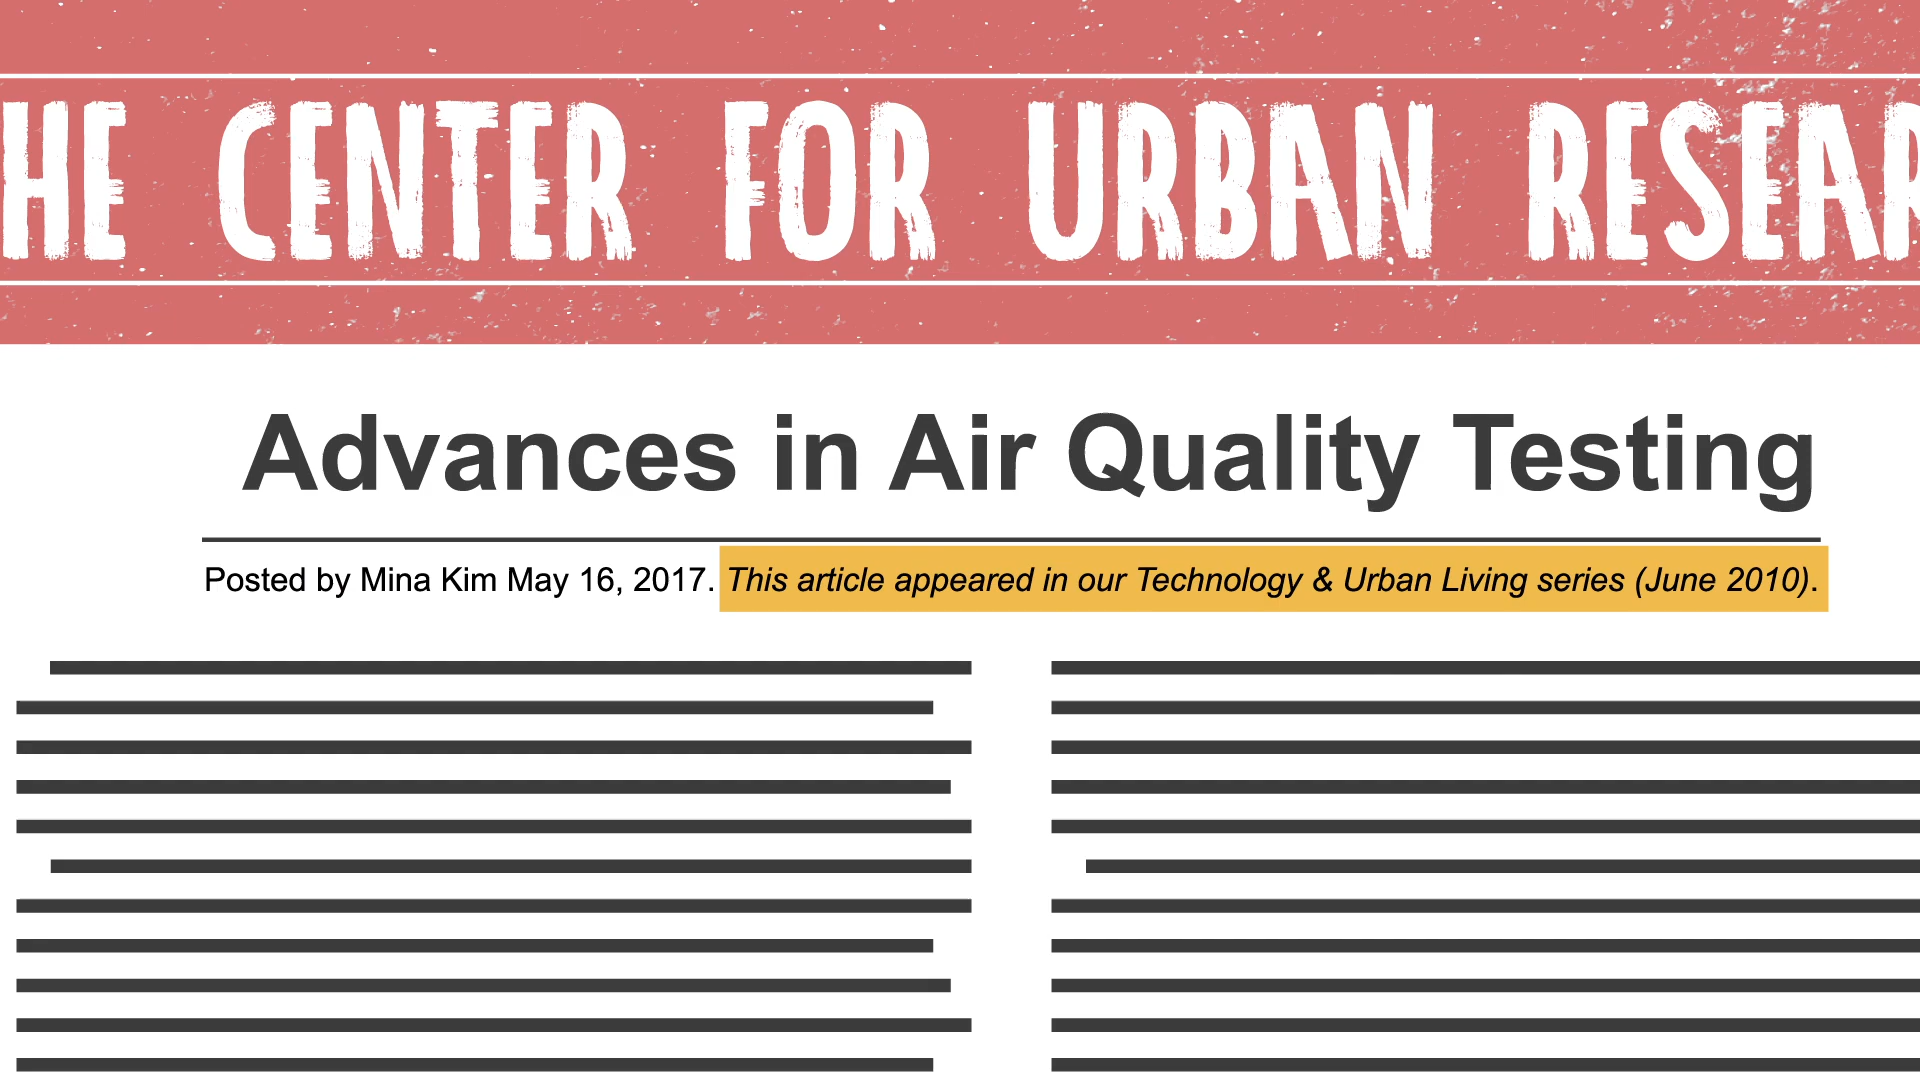 HE CENTER FOR URBAN RESEAR
Advances in Air Quality Testing
Posted by Mina Kim May 16, 2017. This article appeared in our Technology & Urban Living series (June 2010).